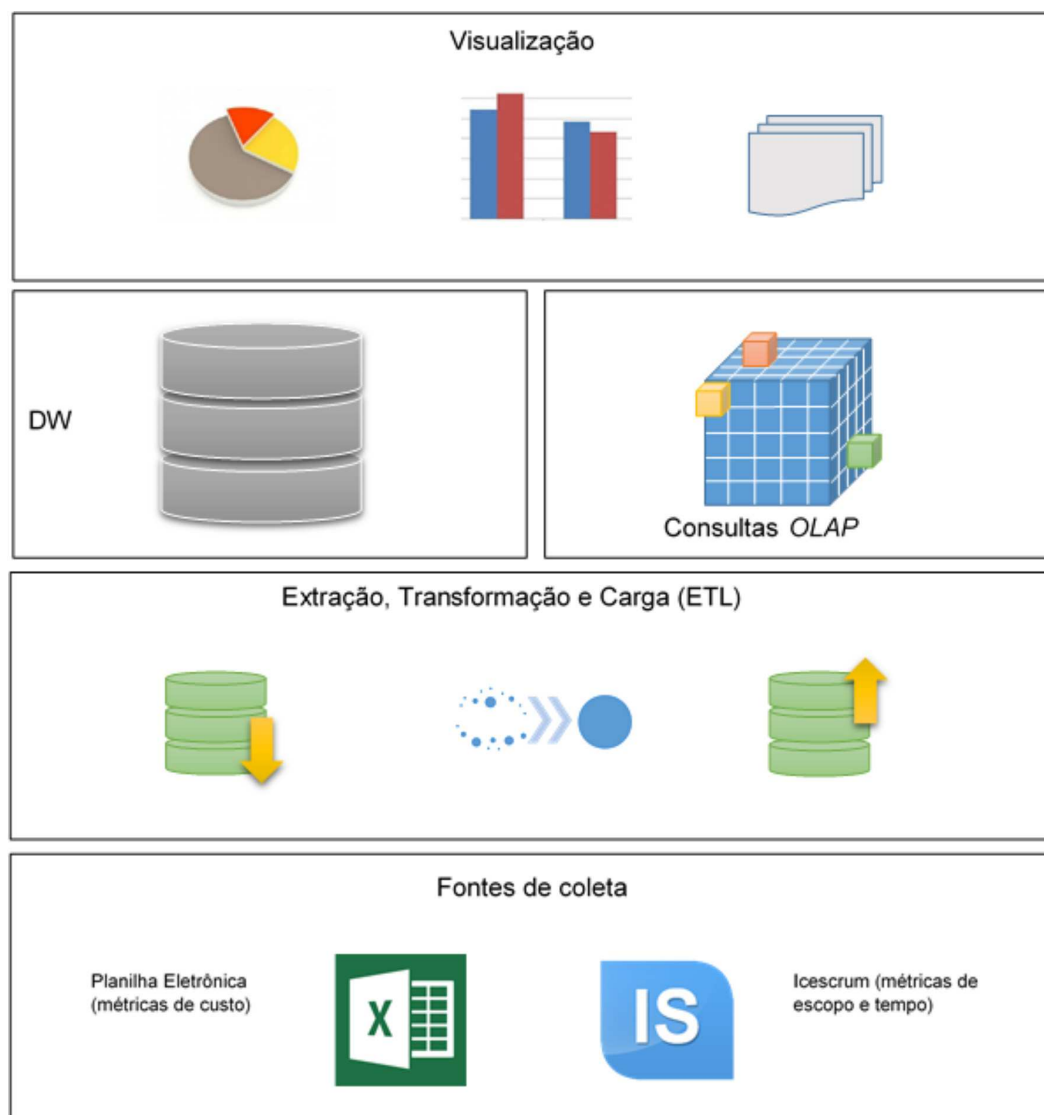 Visualização
DW
Consultas OLAP
Extração, Transformação e Carga (ETL)
Fontes de coleta
Planilha Eletrônica
(métricas de custo)
X
IS
Icescrum (métricas de
escopo e tempo)